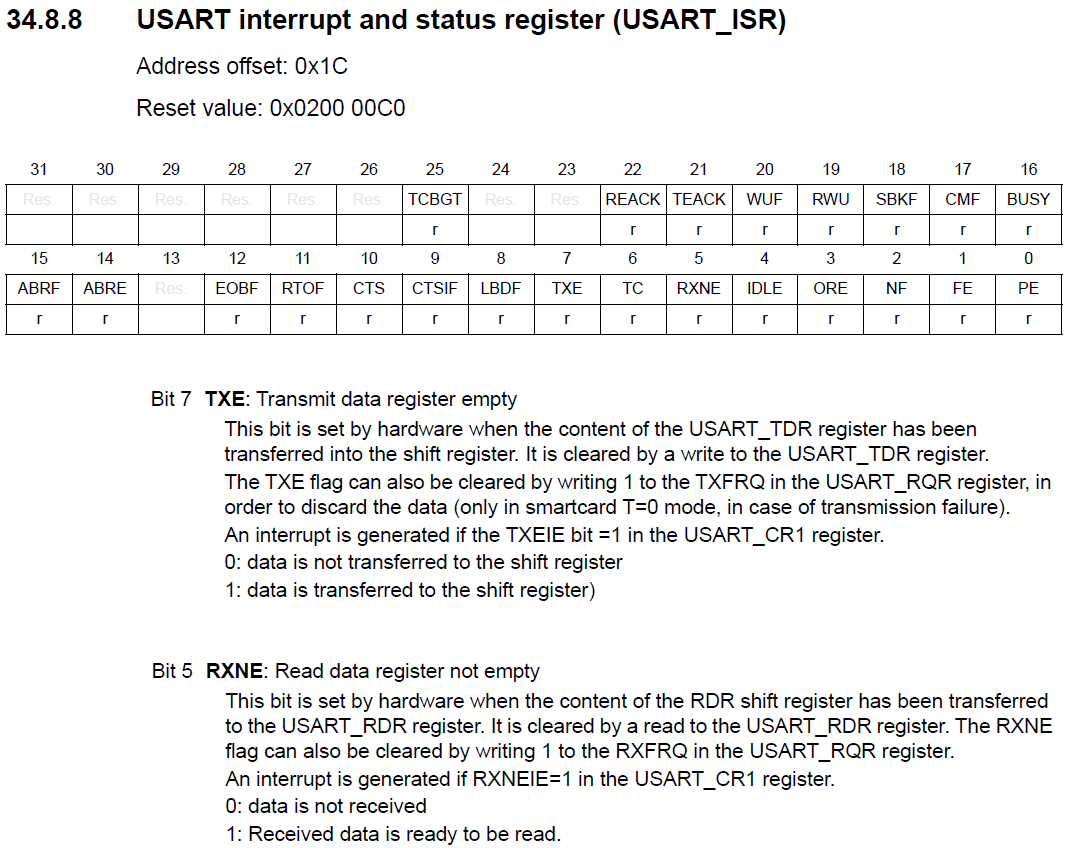 34.8.8 USART interrupt and status register (USART_ISR)
Address offset: 0x1C
Reset value: 0x0200 00C0
31 30 29 28 27 26 25 24 23 22 21 20 19 18 17 16
Res. Res. Res. Res. Res. Res. TCBGT Res. Res. REACK TEACK WUF RWU SBKF CMF BUSY
r r r r r r r r
15 14 13 12 11 10 9 8 7 6 5 4 3 2 1 0
ABRF ABRE Res. EOBF RTOF CTS CTSIF LBDF TXE TC RXNE IDLE ORE NF FE PE
r r r r r r r r r r r r r r r
Bit 7 TXE: Transmit data register empty
This bit is set by hardware when the content of the USART_TDR register has been
transferred into the shift register. It is cleared by a write to the USART_TDR register.
The TXE flag can also be cleared by writing 1 to the TXFRQ in the USART_RQR register, in
order to discard the data (only in smartcard T=0 mode, in case of transmission failure).
An interrupt is generated if the TXEIE bit =1 in the USART_CR1 register.
0: data is not transferred to the shift register
1: data is transferred to the shift register)
Bit 5 RXNE: Read data register not empty
This bit is set by hardware when the content of the RDR shift register has been transferred
to the USART_RDR register. It is cleared by a read to the USART_RDR register. The RXNE
flag can also be cleared by writing 1 to the RXFRQ in the USART_RQR register.
An interrupt is generated if RXNEIE=1 in the USART_CR1 register.
0: data is not received
1: Received data is ready to be read.